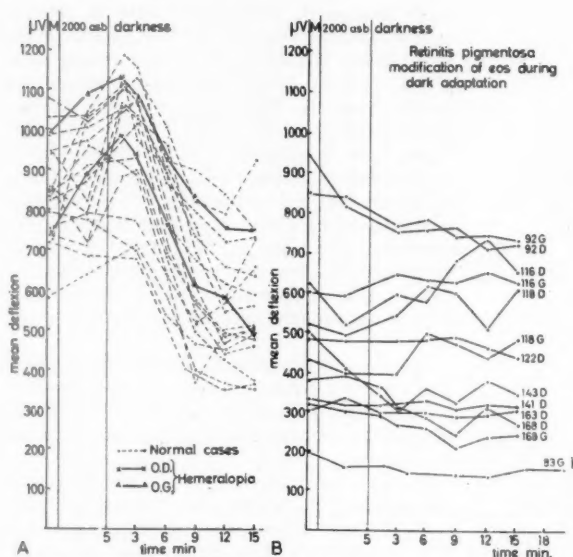 µV M 2000 asb darkness
1200
1100
1000
900
800
700
600
500
400
300
200
100
mean deflexion
Normal cases
O.D.
O.G.
Hemeralopia
5 3 6 9 12 15
A time min.
µV M 2000 asb darkness
Retinitis pigmentosa
modification of eos during
dark adaptation
1200
1100
1000
900
800
700
600
500
400
300
200
100
mean deflexion
92 G
92 D
116 D
116 G
118 D
118 G
122 D
143 D
141 D
163 D
168 D
168 G
83 G
5 3 6 9 12 15 18
B time min.